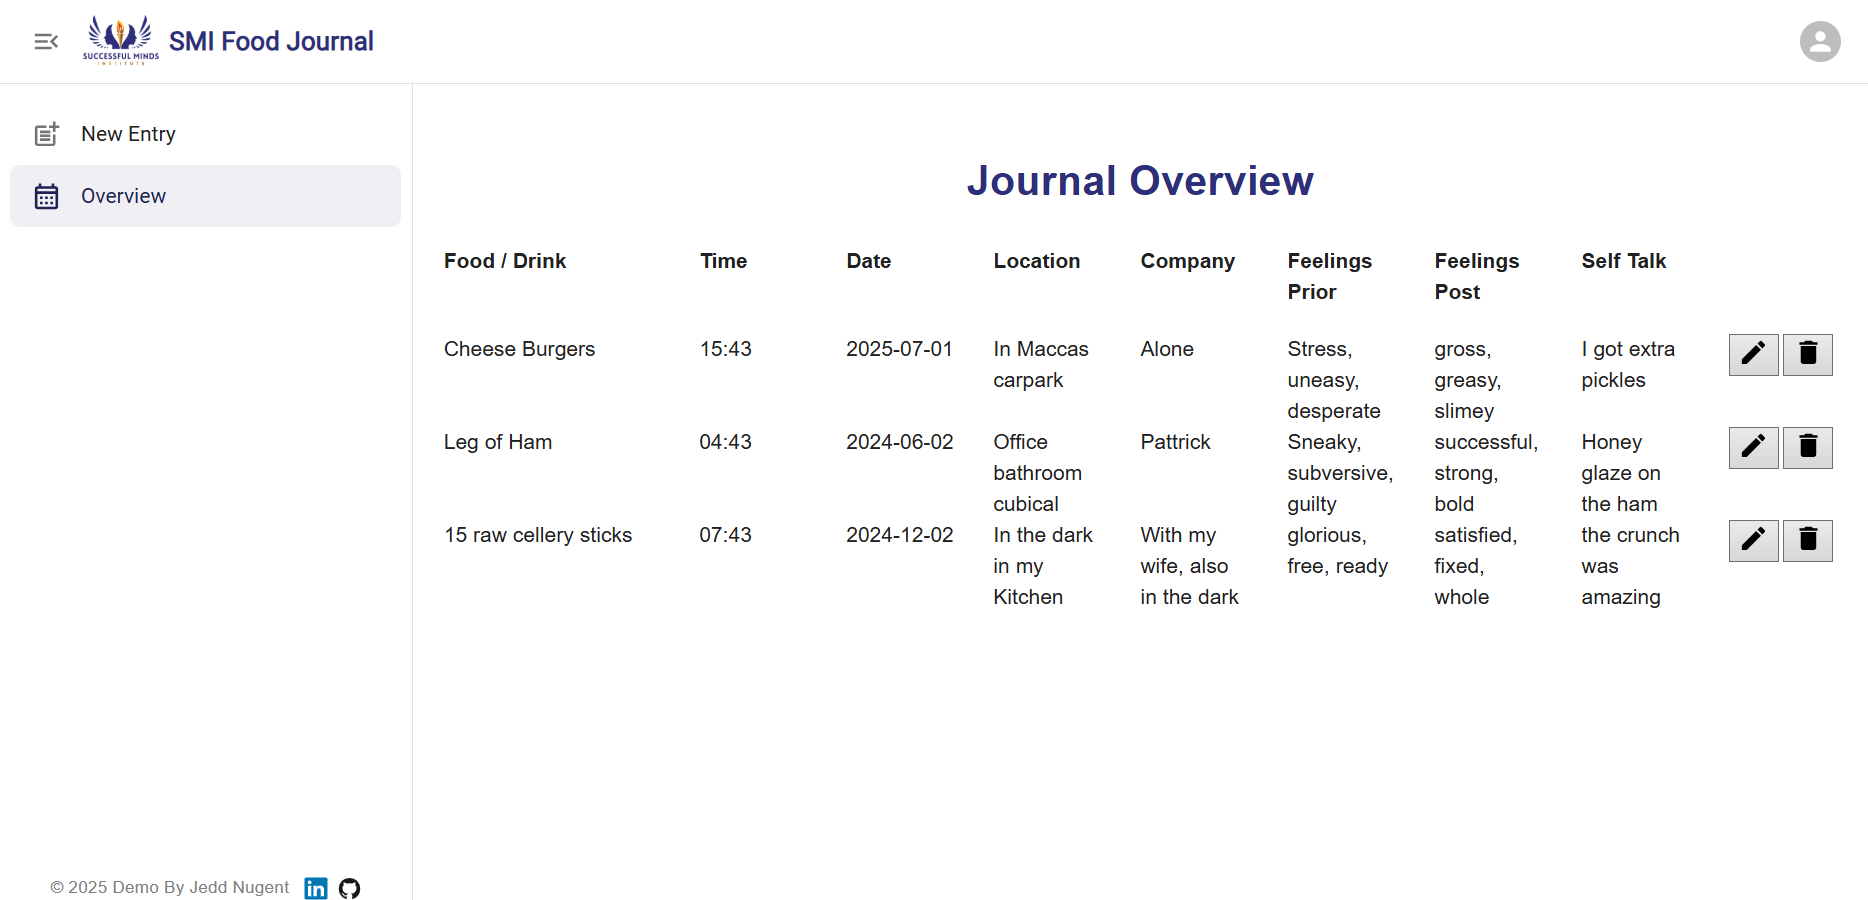 SUCCESSFUL MINDS
INSTITUTE
SMI Food Journal
New Entry
Overview
Journal Overview
Food / Drink Time Date Location Company Feelings Prior Feelings Post Self Talk
Cheese Burgers 15:43 2025-07-01 In Maccas carpark Alone Stress, uneasy, desperate gross, greasy, slimey I got extra pickles
Leg of Ham 04:43 2024-06-02 Office bathroom cubical Pattrick Sneaky, subversive, guilty successful, strong, bold Honey glaze on the ham
15 raw cellery sticks 07:43 2024-12-02 In the dark in my Kitchen With my wife, also in the dark glorious, free, ready satisfied, fixed, whole the crunch was amazing
© 2025 Demo By Jedd Nugent in